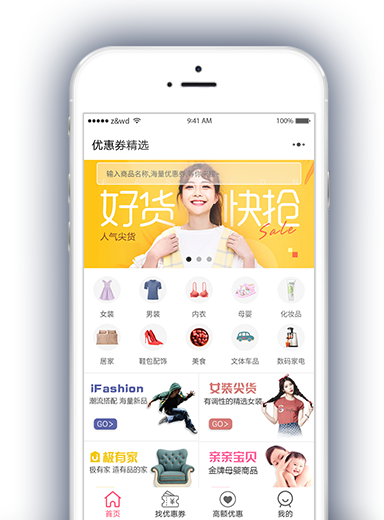 ●●●●● z&wd 9:41 AM 100%
优惠券精选
输入商品名称,海量优惠券,等你来搜~
好货 快抢
人气尖货
Sale
女装 男装 内衣 母婴 化妆品
居家 鞋包配饰 美食 文体车品 数码家电
iFashion
潮流搭配 海量新品
GO>
女装尖货
有调性的精选女装
GO>
极有家
极有家 造有品的家
亲亲宝贝
金牌母婴商品
首页 找优惠券 高额优惠 我的